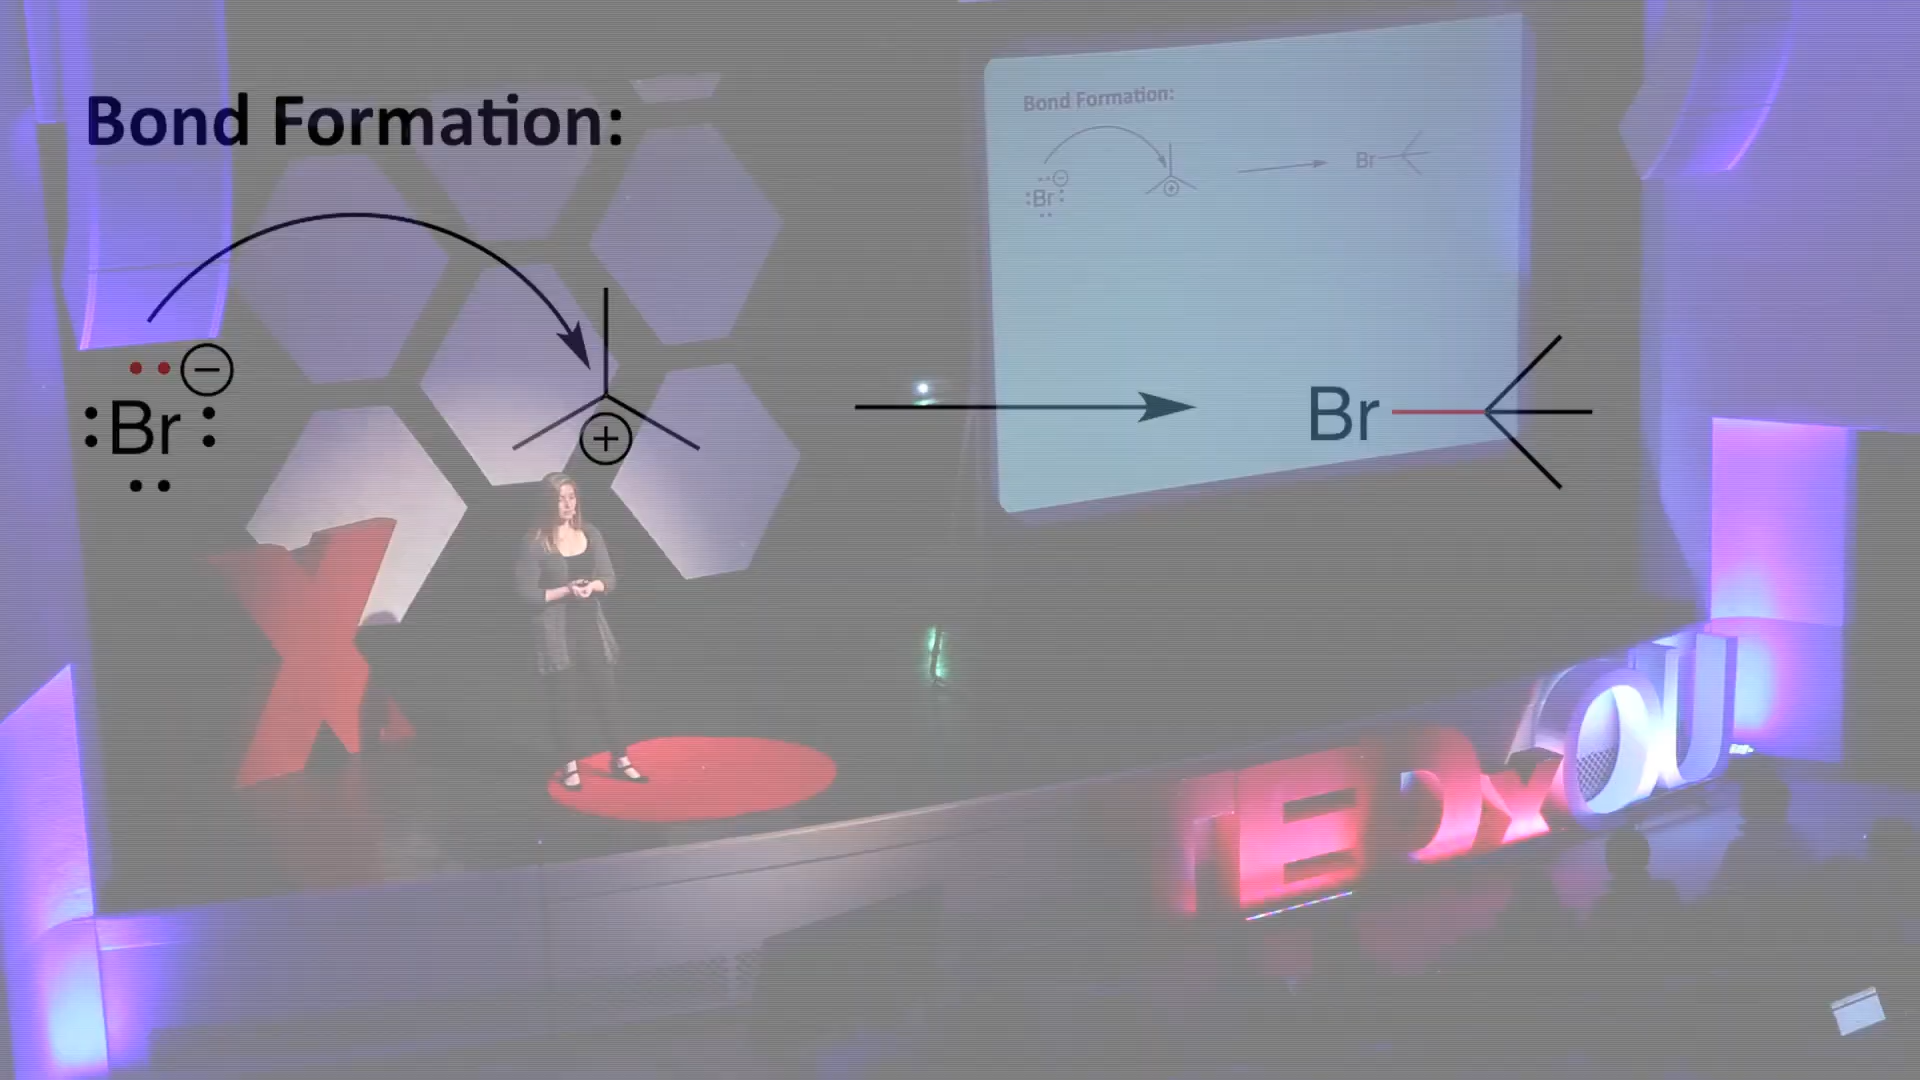 Bond Formation:
:Br:
⊖
⊕
Br
Bond Formation:
:Br:
⊖
⊕
Br
X
TEDxOU